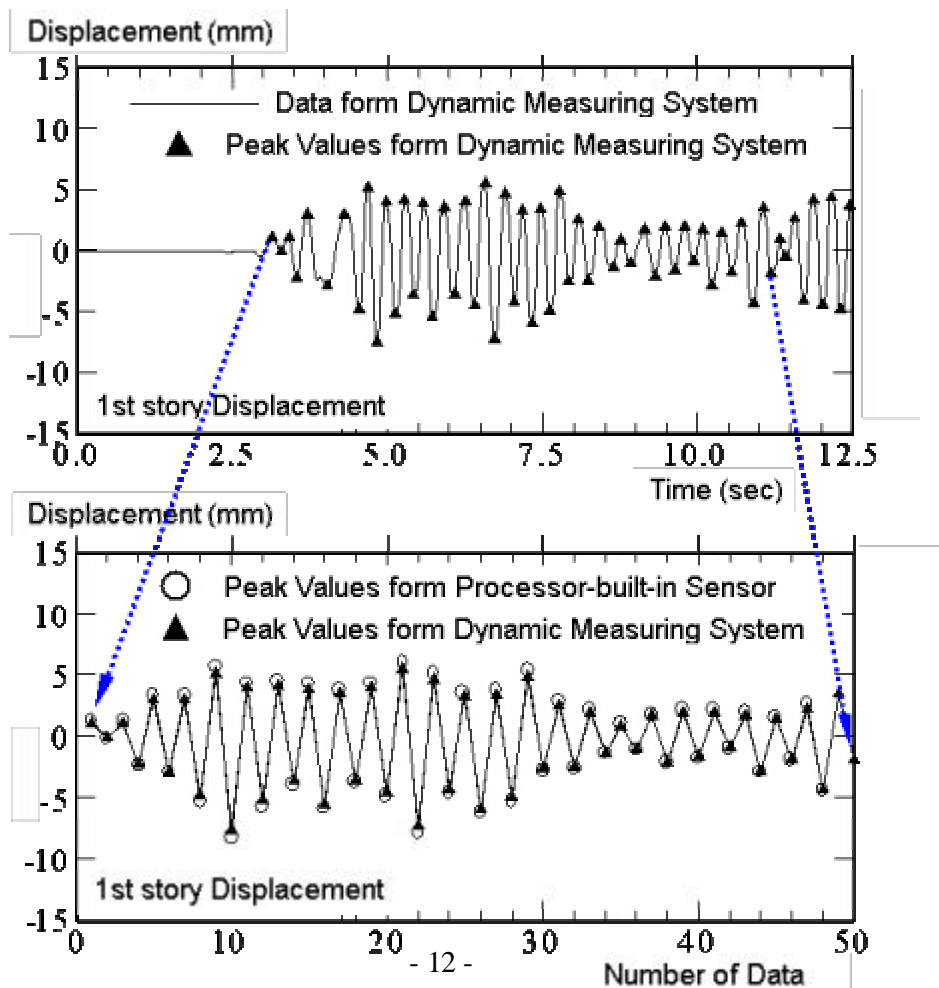 Displacement (mm)
15
Data form Dynamic Measuring System
10
Peak Values form Dynamic Measuring System
5
0
-5
-10
1st story Displacement
-15
0.0 2.5 5.0 7.5 10.0 12.5
Time (sec)
Displacement (mm)
15
Peak Values form Processor-built-in Sensor
10
Peak Values form Dynamic Measuring System
5
0
-5
-10
1st story Displacement
-15
0 10 20 30 40 50
- 12 -
Number of Data